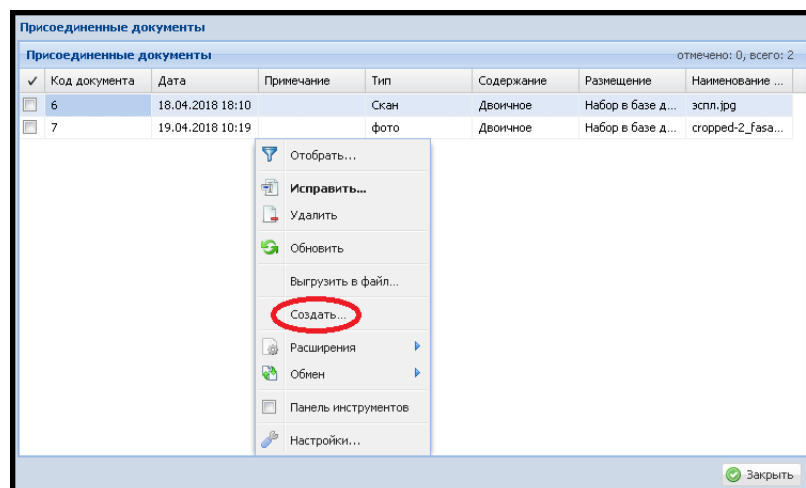 Присоединенные документы
Присоединенные документы отмечено: 0, всего: 2
✓ Код документа Дата Примечание Тип Содержание Размещение Наименование ...
6 18.04.2018 18:10 Скан Двоичное Набор в базе д... эспл.jpg
7 19.04.2018 10:19 фото Двоичное Набор в базе д... cropped-2_fasa...
Отобрать...
Исправить...
Удалить
Обновить
Выгрузить в файл...
Создать...
Расширения
Обмен
Панель инструментов
Настройки...
Закрыть